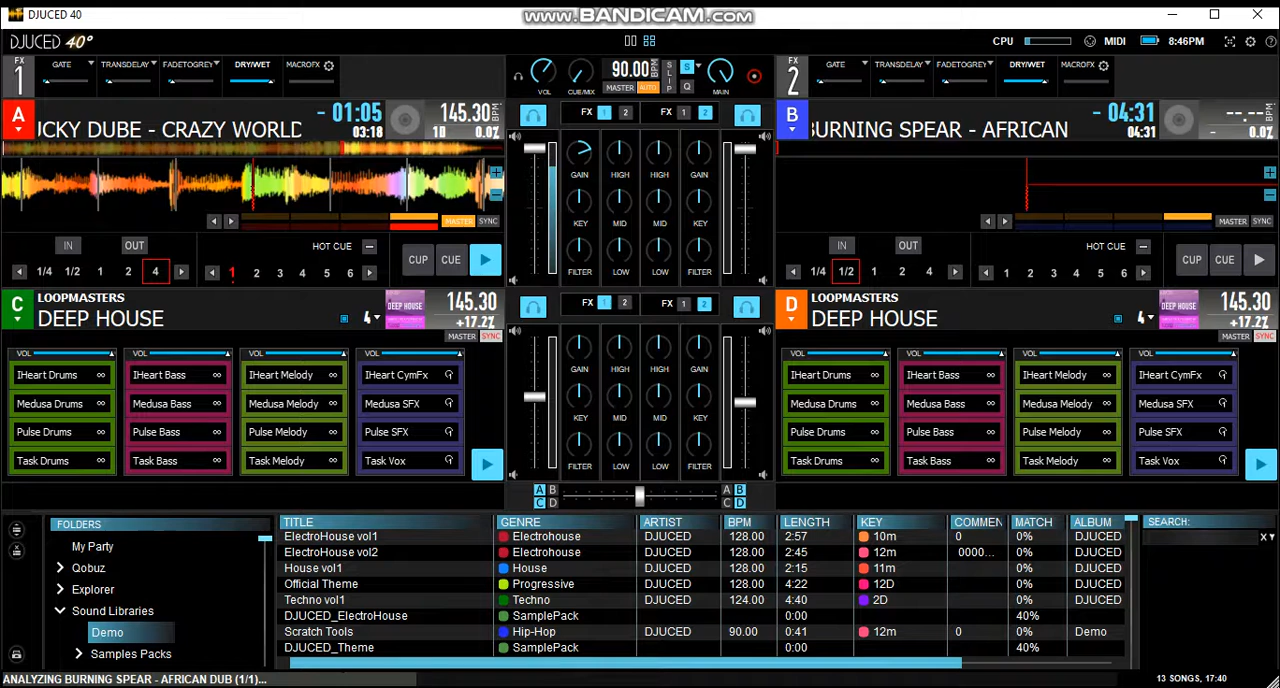 DJUCED 40
www.BANDICAM.com
DJUCED 40°
CPU MIDI 8:46PM
FX 1 GATE TRANSDELAY FADETOGREY DRY/WET MACROFX
VOL CUE/MIX 90.00 BPM MASTER AUTO SLIP S Q MAIN
FX 2 GATE TRANSDELAY FADETOGREY DRY/WET MACROFX
A ICKY DUBE - CRAZY WORLD - 01:05 03:18 145.30 BPM 10 0.0%
FX 1 2 FX 1 2
B BURNING SPEAR - AFRICAN - 04:31 04:31 --.-- BPM - 0.0%
GAIN HIGH HIGH GAIN
KEY MID MID KEY
FILTER LOW LOW FILTER
MASTER SYNC
IN OUT HOT CUE CUP CUE
1/4 1/2 1 2 4 1 2 3 4 5 6
MASTER SYNC
IN OUT HOT CUE CUP CUE
1/4 1/2 1 2 4 1 2 3 4 5 6
C LOOPMASTERS
DEEP HOUSE 4 DEEP HOUSE 145.30 +17.2%
MASTER SYNC
FX 1 2 FX 1 2
D LOOPMASTERS
DEEP HOUSE 4 DEEP HOUSE 145.30 +17.2%
MASTER SYNC
VOL VOL VOL VOL
IHeart Drums IHeart Bass IHeart Melody IHeart CymFx
Medusa Drums Medusa Bass Medusa Melody Medusa SFX
Pulse Drums Pulse Bass Pulse Melody Pulse SFX
Task Drums Task Bass Task Melody Task Vox
GAIN HIGH HIGH GAIN
KEY MID MID KEY
FILTER LOW LOW FILTER
A B A B
C D C D
VOL VOL VOL VOL
IHeart Drums IHeart Bass IHeart Melody IHeart CymFx
Medusa Drums Medusa Bass Medusa Melody Medusa SFX
Pulse Drums Pulse Bass Pulse Melody Pulse SFX
Task Drums Task Bass Task Melody Task Vox
FOLDERS
My Party
Qobuz
Explorer
Sound Libraries
Demo
Samples Packs
TITLE GENRE ARTIST BPM LENGTH KEY COMMEN MATCH ALBUM
ElectroHouse vol1 Electrohouse DJUCED 128.00 2:57 10m 0 0% DJUCED
ElectroHouse vol2 Electrohouse DJUCED 128.00 2:45 12m 0000... 0% DJUCED
House vol1 House DJUCED 128.00 2:15 11m 0% DJUCED
Official Theme Progressive DJUCED 128.00 4:22 12D 0% DJUCED
Techno vol1 Techno DJUCED 124.00 4:40 2D 0% DJUCED
DJUCED_ElectroHouse SamplePack 0:00 40%
Scratch Tools Hip-Hop DJUCED 90.00 0:41 12m 0 0% Demo
DJUCED_Theme SamplePack 0:00 40%
SEARCH:
X
ANALYZING BURNING SPEAR - AFRICAN DUB (1/1)...
13 SONGS, 17:40